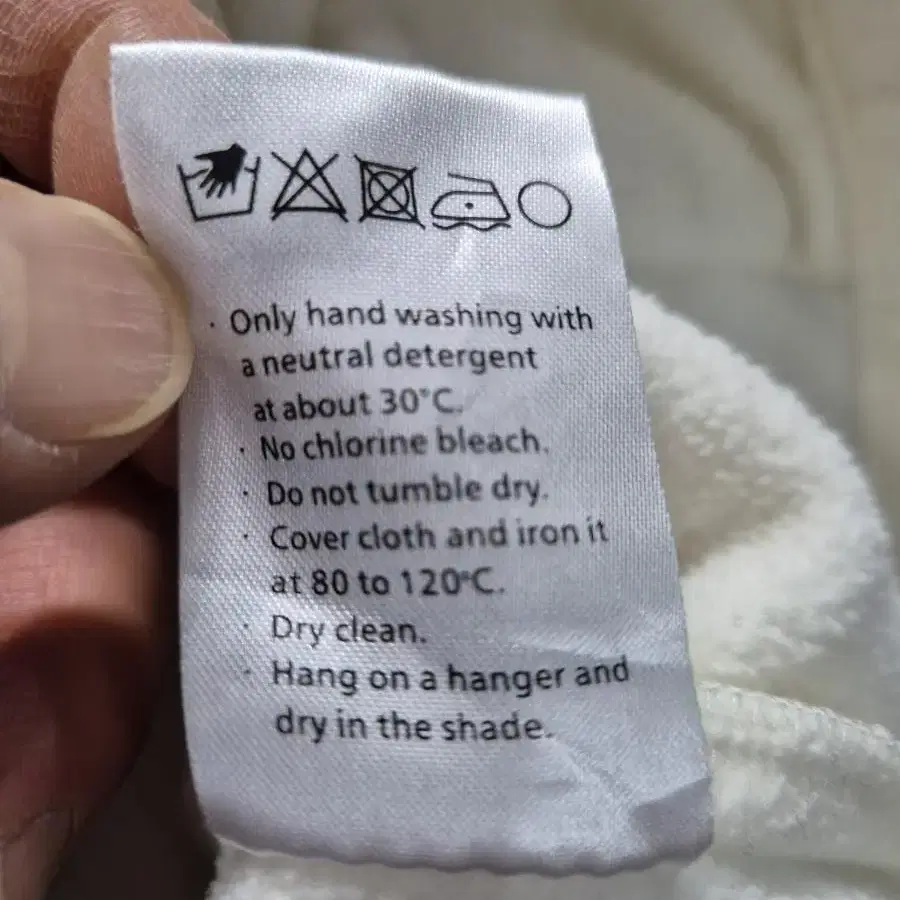 · Only hand washing with
a neutral detergent
at about 30°C.
· No chlorine bleach.
· Do not tumble dry.
· Cover cloth and iron it
at 80 to 120°C.
· Dry clean.
· Hang on a hanger and
dry in the shade.